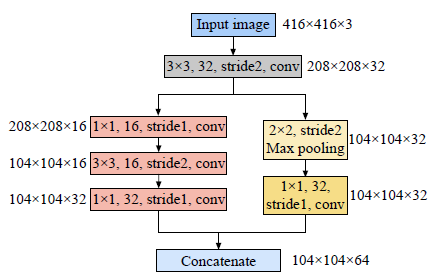 Input image 416×416×3
3×3, 32, stride2, conv 208×208×32
208×208×16 1×1, 16, stride1, conv
104×104×16 3×3, 16, stride2, conv
104×104×32 1×1, 32, stride1, conv
2×2, stride2
Max pooling
104×104×32
1×1, 32,
stride1, conv
104×104×32
Concatenate 104×104×64